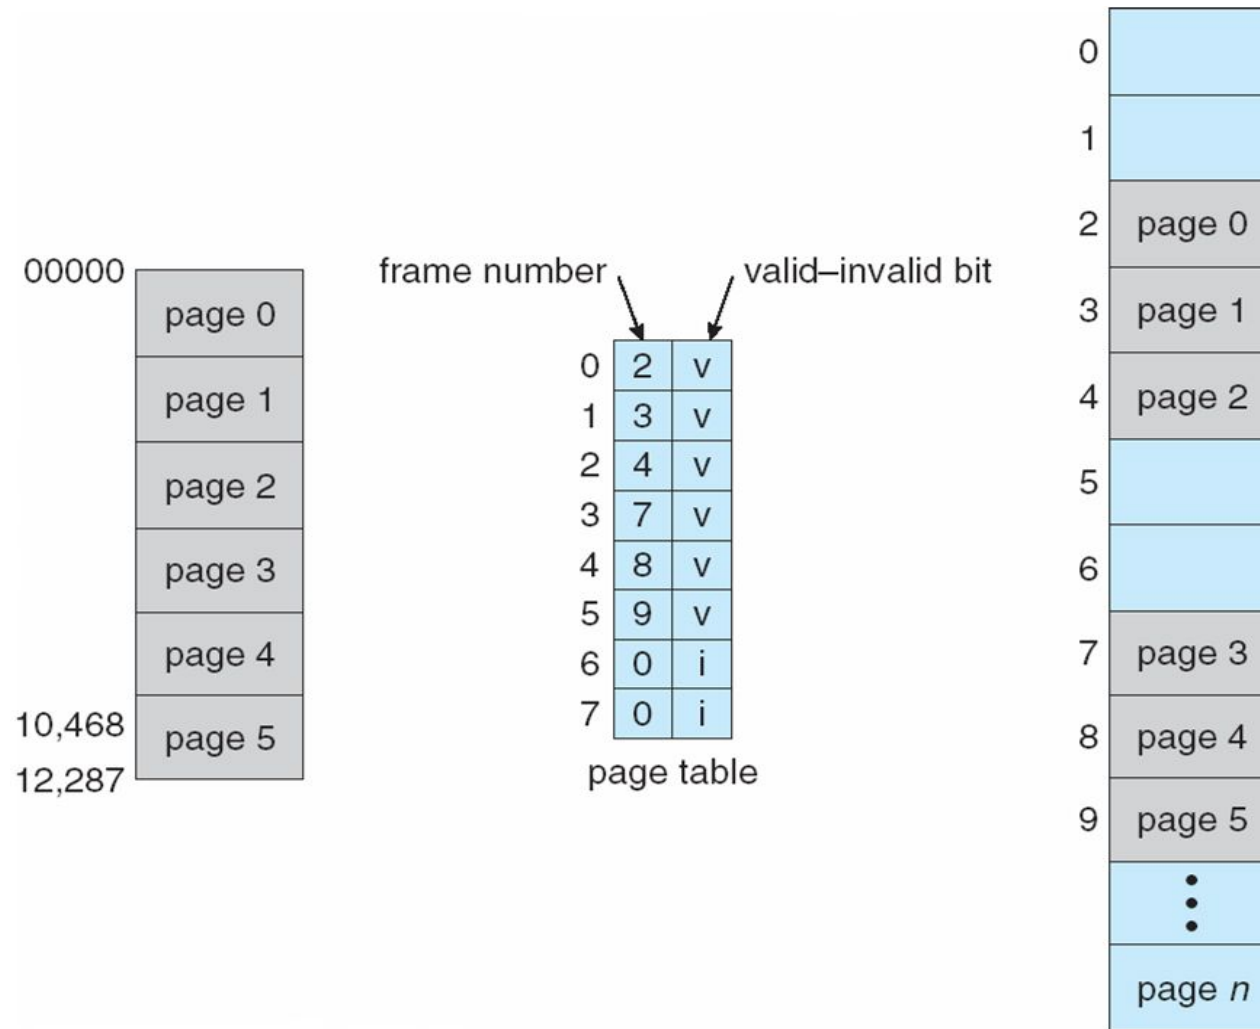 00000
page 0
page 1
page 2
page 3
page 4
10,468
page 5
12,287
frame number
valid–invalid bit
0 2 v
1 3 v
2 4 v
3 7 v
4 8 v
5 9 v
6 0 i
7 0 i
page table
0
1
2 page 0
3 page 1
4 page 2
5
6
7 page 3
8 page 4
9 page 5
page n